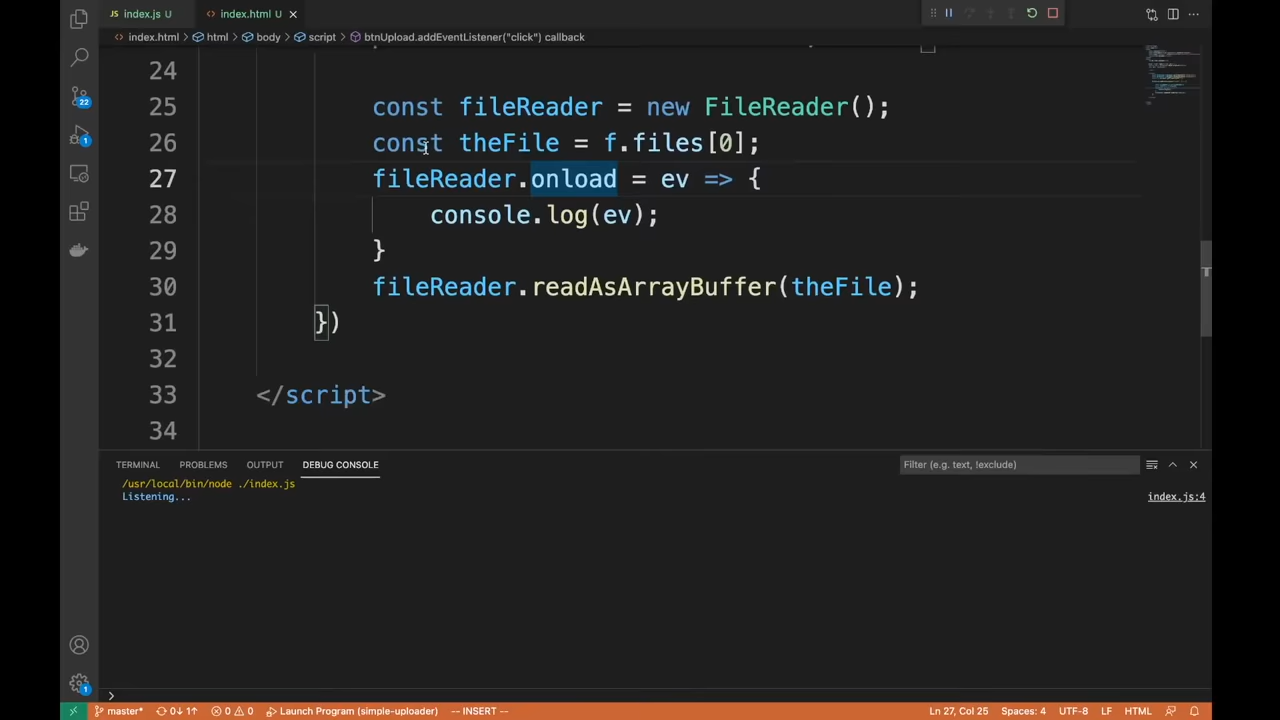 index.js U
index.html U
index.html > html > body > script > btnUpload.addEventListener("click") callback
24
25 const fileReader = new FileReader();
26 const theFile = f.files[0];
27 fileReader.onload = ev => {
28 console.log(ev);
29 }
30 fileReader.readAsArrayBuffer(theFile);
31 })
32
33 </script>
34
22
1
TERMINAL PROBLEMS OUTPUT DEBUG CONSOLE
Filter (e.g. text, !exclude)
/usr/local/bin/node ./index.js
Listening... index.js:4
1
master* 0↓ 1↑ 0 0 Launch Program (simple-uploader) -- INSERT -- Ln 27, Col 25 Spaces: 4 UTF-8 LF HTML